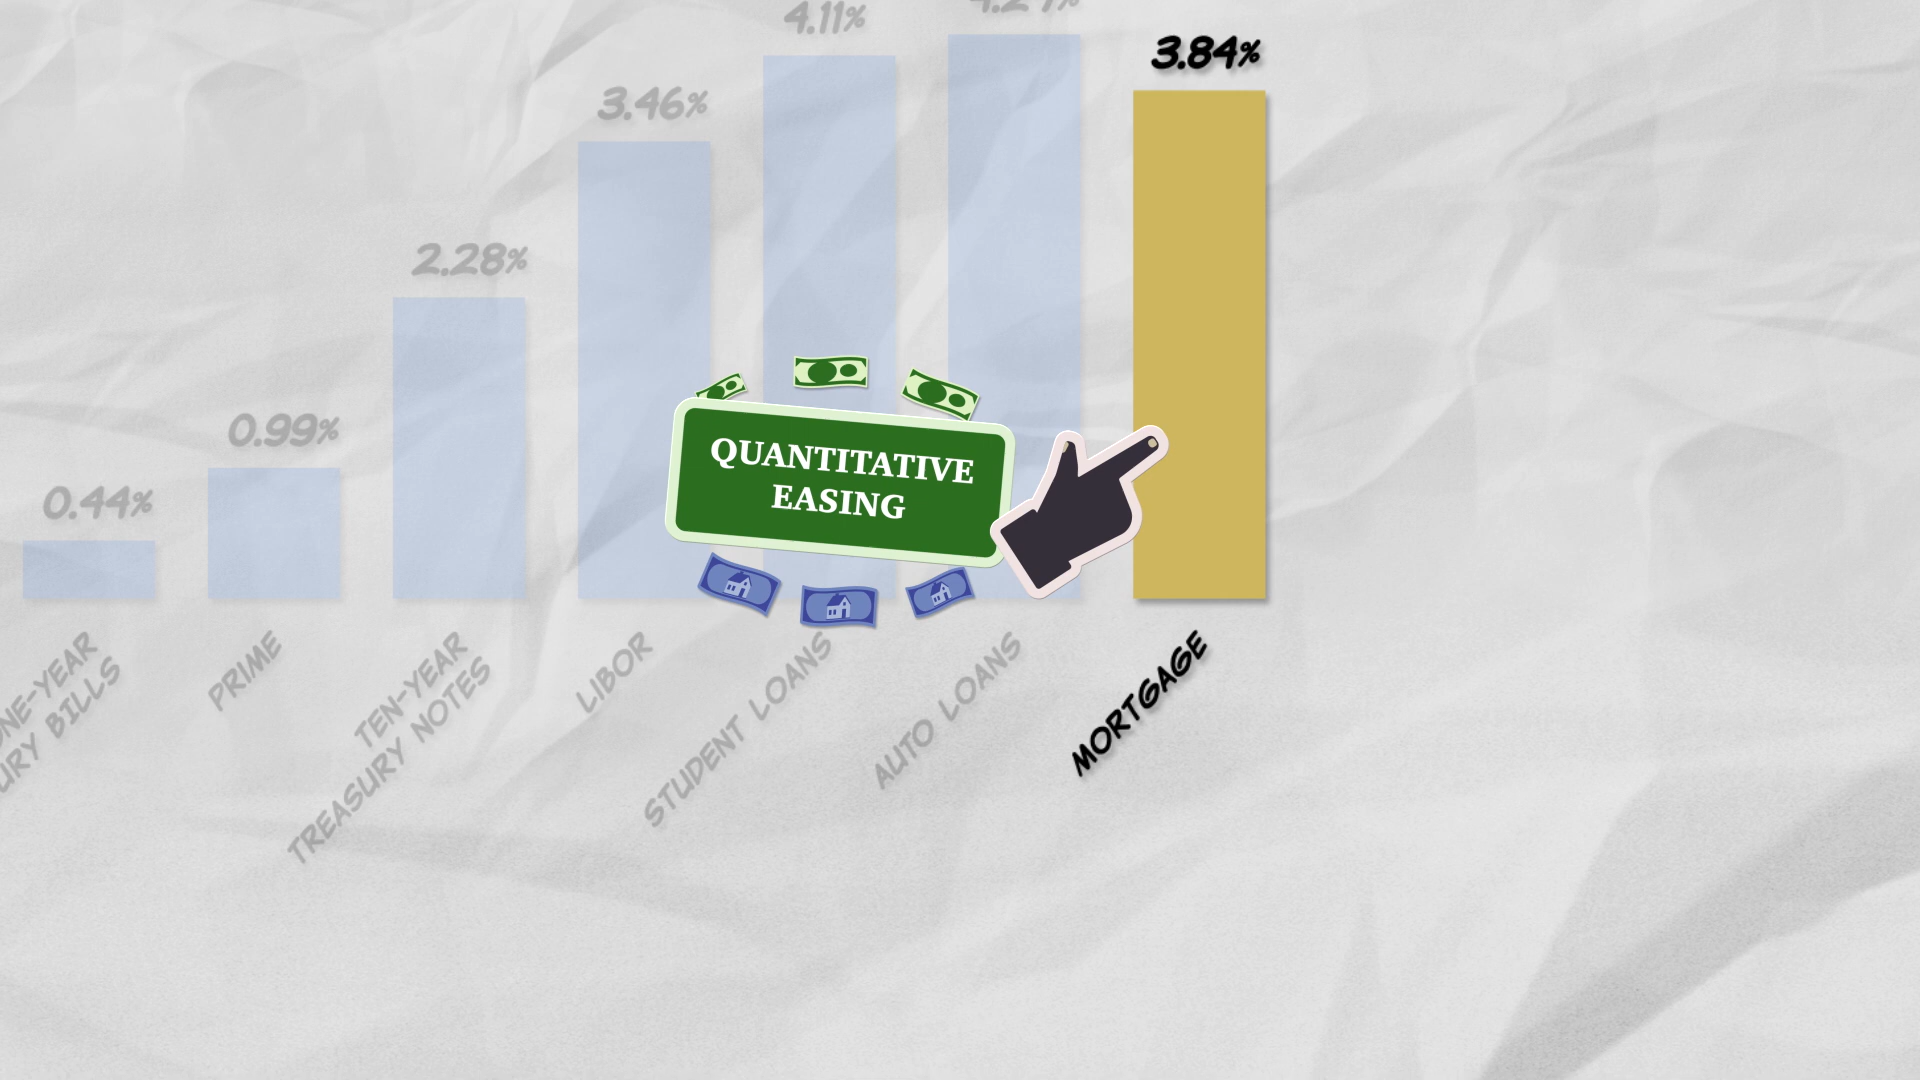 4.11%
3.84%
3.46%
2.28%
0.99%
0.44%
QUANTITATIVE
EASING
BILLS
PRIME
TEN-YEAR
TREASURY NOTES
LIBOR
STUDENT LOANS
AUTO LOANS
MORTGAGE